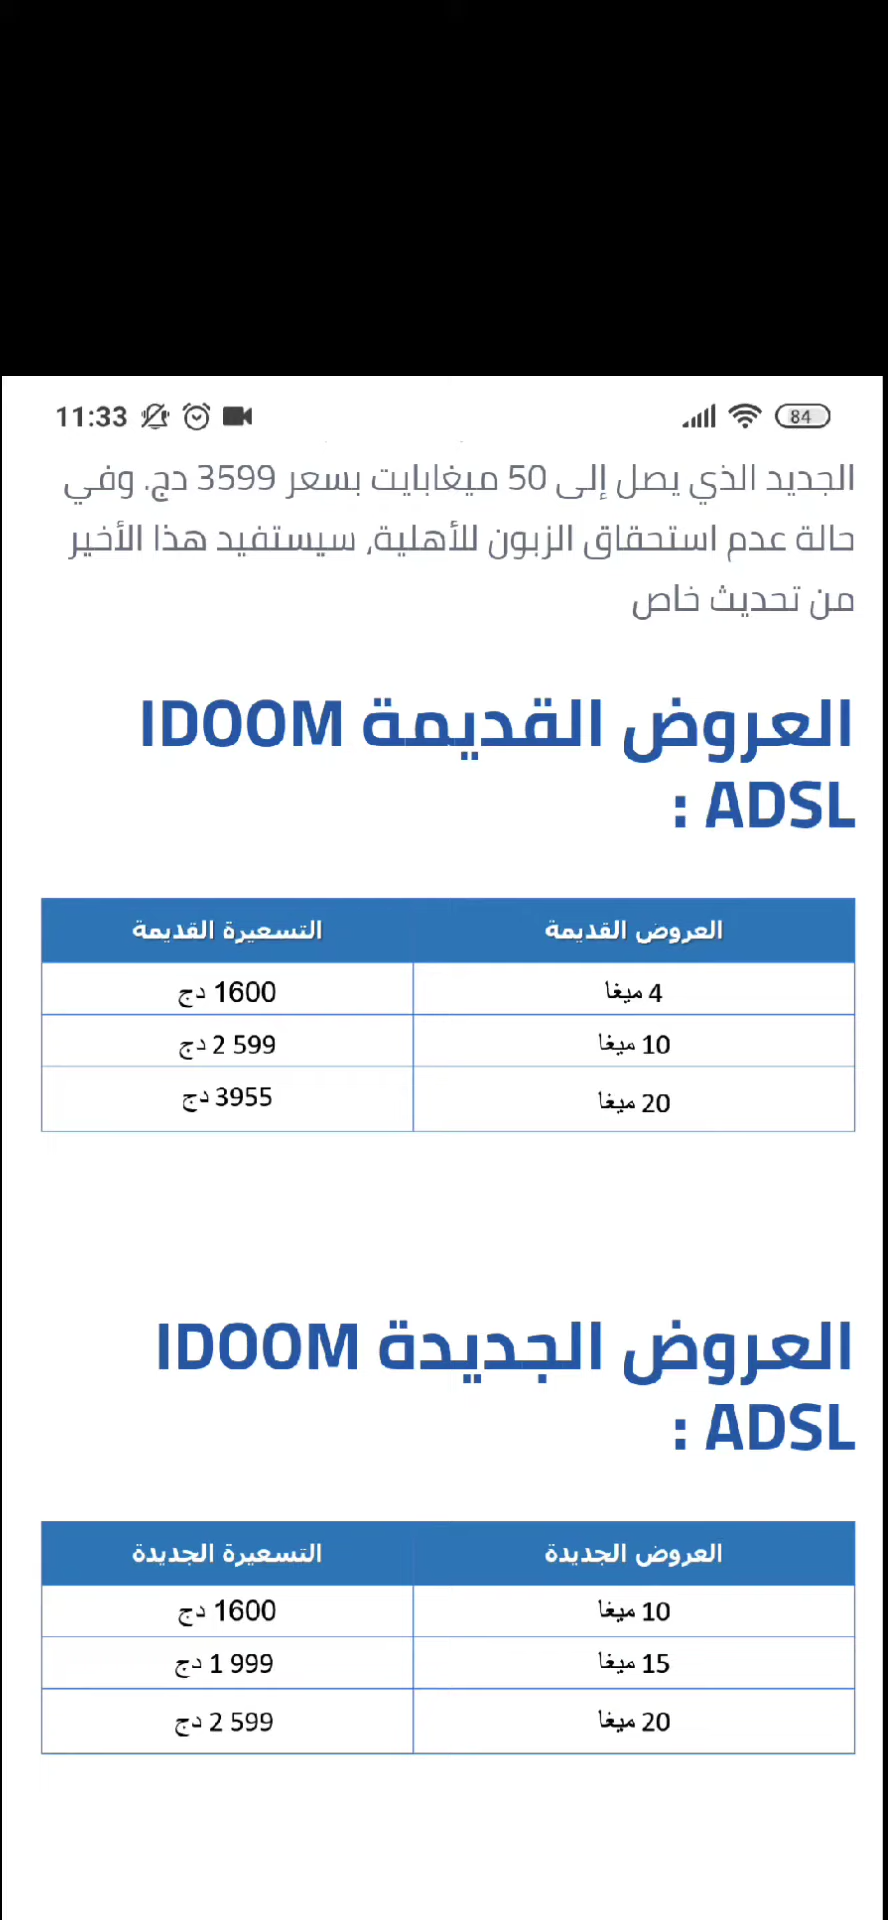 11:33
84
الجديد الذي يصل إلى 50 ميغابايت بسعر 3599 دج. وفي
حالة عدم استحقاق الزبون للأهلية، سيستفيد هذا الأخير
من تحديث خاص
العروض القديمة IDOOM
ADSL :
العروض القديمة التسعيرة القديمة
4 ميغا 1600 دج
10 ميغا 2 599 دج
20 ميغا 3955 دج
العروض الجديدة IDOOM
ADSL :
العروض الجديدة التسعيرة الجديدة
10 ميغا 1600 دج
15 ميغا 1 999 دج
20 ميغا 2 599 دج